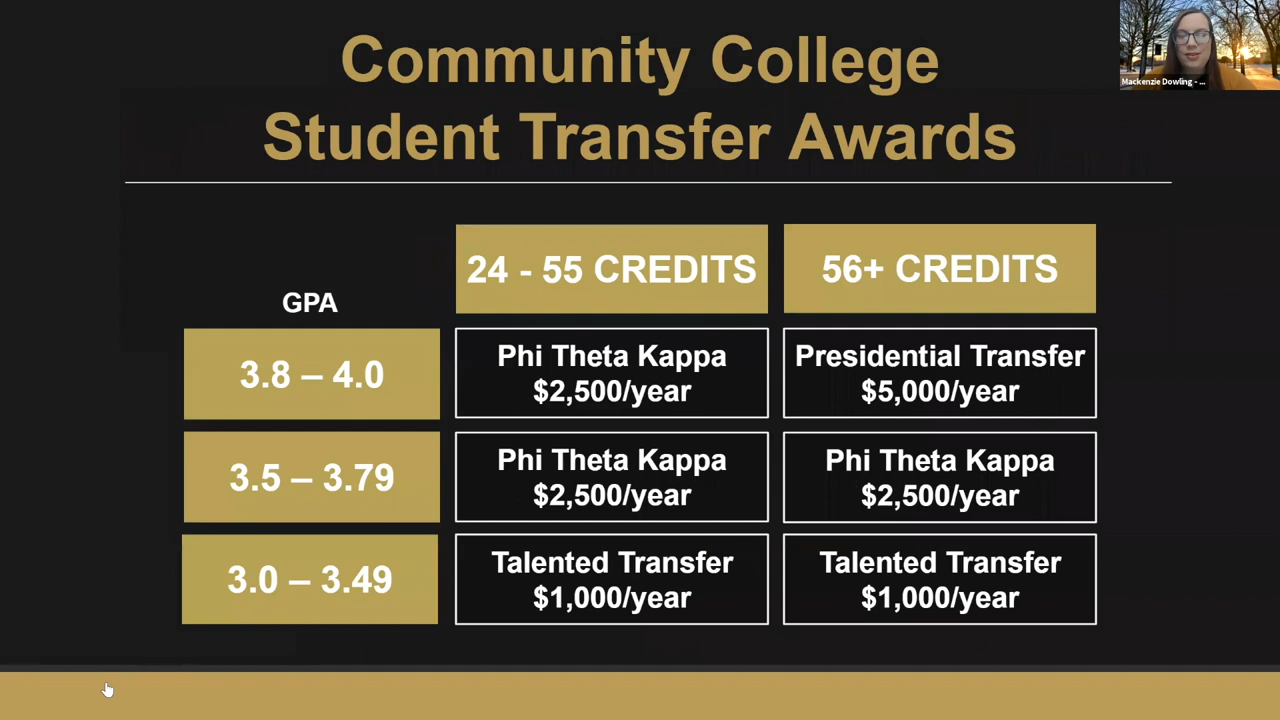 Community College
Student Transfer Awards
Mackenzie Dowling - ...
24 - 55 CREDITS
56+ CREDITS
GPA
3.8 – 4.0
Phi Theta Kappa
$2,500/year
Presidential Transfer
$5,000/year
3.5 – 3.79
Phi Theta Kappa
$2,500/year
Phi Theta Kappa
$2,500/year
3.0 – 3.49
Talented Transfer
$1,000/year
Talented Transfer
$1,000/year